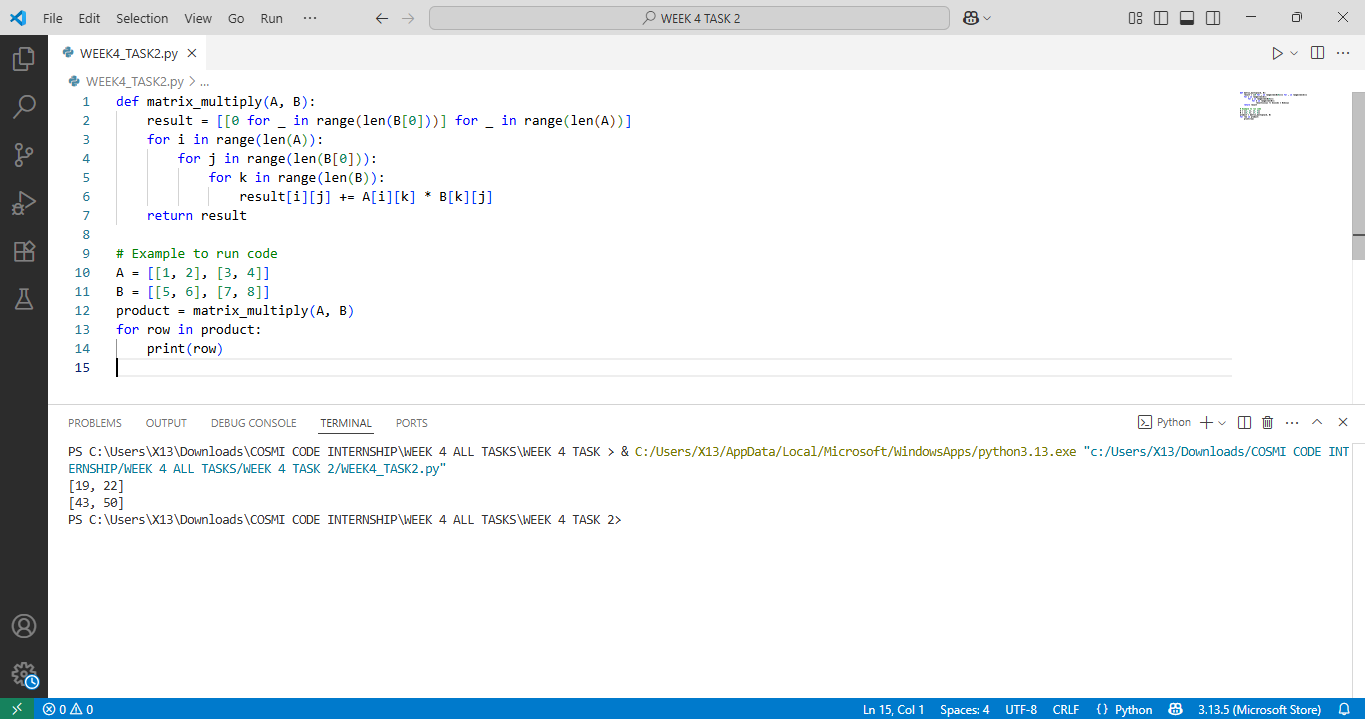 File Edit Selection View Go Run ··· WEEK 4 TASK 2
WEEK4_TASK2.py
WEEK4_TASK2.py > ...
1 def matrix_multiply(A, B):
2 result = [[0 for _ in range(len(B[0]))] for _ in range(len(A))]
3 for i in range(len(A)):
4 for j in range(len(B[0])):
5 for k in range(len(B)):
6 result[i][j] += A[i][k] * B[k][j]
7 return result
8
9 # Example to run code
10 A = [[1, 2], [3, 4]]
11 B = [[5, 6], [7, 8]]
12 product = matrix_multiply(A, B)
13 for row in product:
14 print(row)
15
PROBLEMS OUTPUT DEBUG CONSOLE TERMINAL PORTS Python
PS C:\Users\X13\Downloads\COSMI CODE INTERNSHIP\WEEK 4 ALL TASKS\WEEK 4 TASK > & C:/Users/X13/AppData/Local/Microsoft/WindowsApps/python3.13.exe "c:/Users/X13/Downloads/COSMI CODE INT
ERNSHIP/WEEK 4 ALL TASKS/WEEK 4 TASK 2/WEEK4_TASK2.py"
[19, 22]
[43, 50]
PS C:\Users\X13\Downloads\COSMI CODE INTERNSHIP\WEEK 4 ALL TASKS\WEEK 4 TASK 2>
0 0 Ln 15, Col 1 Spaces: 4 UTF-8 CRLF {} Python 3.13.5 (Microsoft Store)